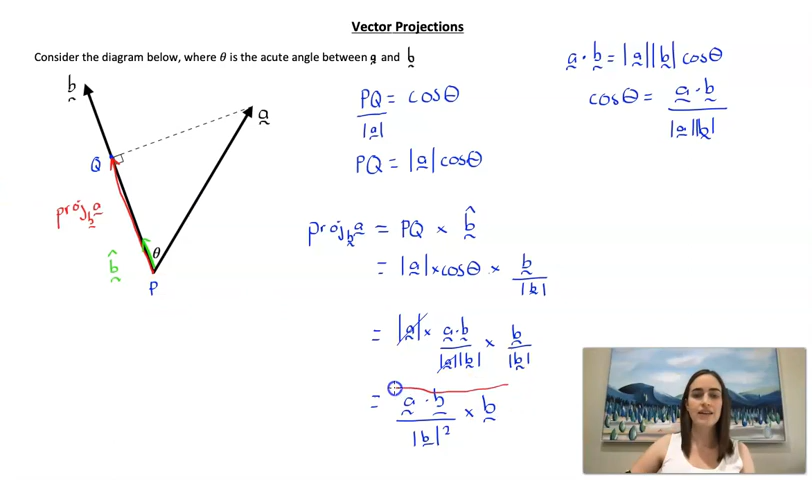 Vector Projections
Consider the diagram below, where θ is the acute angle between a and b
b
a
Q
proj_b a
b̂
θ
P
PQ/|a| = cosθ
PQ = |a| cosθ
proj_b a = PQ × b̂
= |a| × cosθ × b/|b|
= |a| × a·b/|a||b| × b/|b|
= a·b/|b|² × b
a·b = |a||b| cosθ
cosθ = a·b/|a||b|